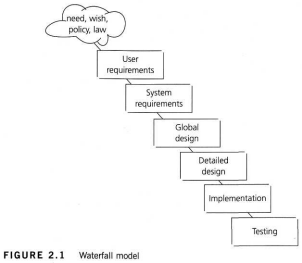 need, wish,
policy, law
User
requirements
System
requirements
Global
design
Detailed
design
Implementation
Testing
FIGURE 2.1 Waterfall model